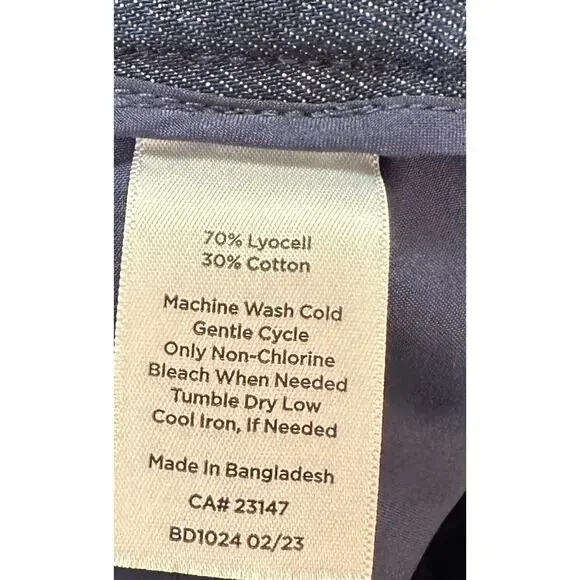 70% Lyocell
30% Cotton
Machine Wash Cold
Gentle Cycle
Only Non-Chlorine
Bleach When Needed
Tumble Dry Low
Cool Iron, If Needed
Made In Bangladesh
CA# 23147
BD1024 02/23